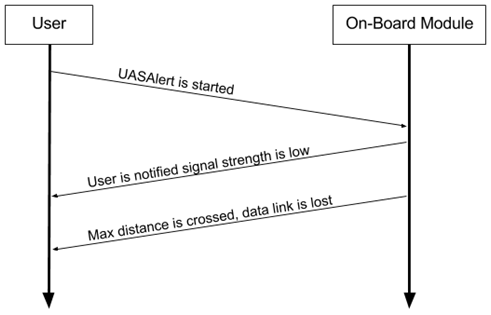 User
On-Board Module
UASAlert is started
User is notified signal strength is low
Max distance is crossed, data link is lost